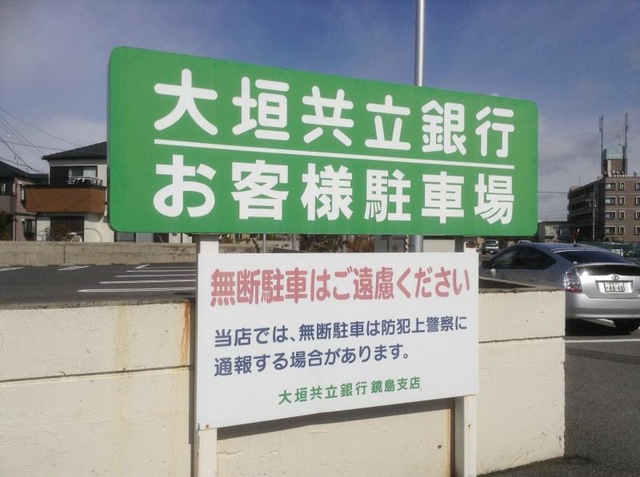 大垣共立銀行
お客様駐車場
無断駐車はご遠慮ください
当店では、無断駐車は防犯上警察に
通報する場合があります。
大垣共立銀行 鏡島支店